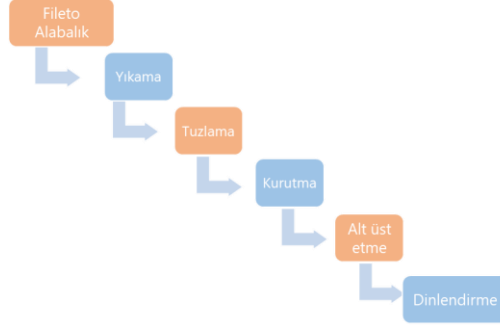 Fileto
Alabalık
Yıkama
Tuzlama
Kurutma
Alt üst
etme
Dinlendirme